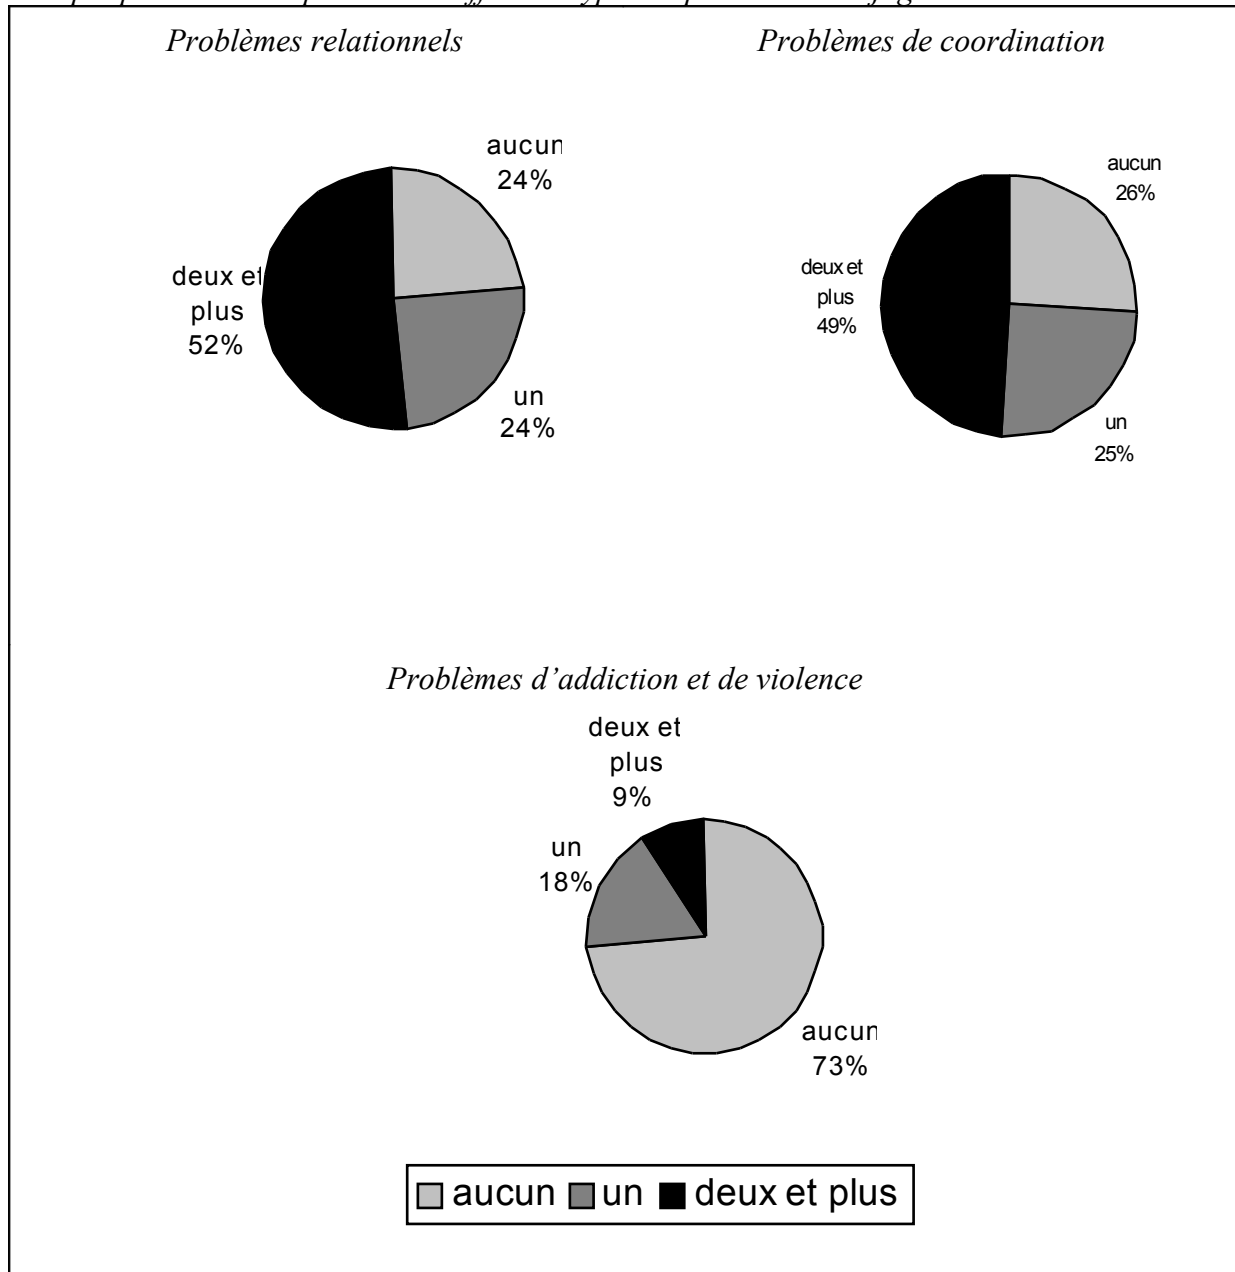 Problèmes relationnels
Problèmes de coordination
aucun
24%
deux et
plus
52%
un
24%
aucun
26%
deux et
plus
49%
un
25%
Problèmes d’addiction et de violence
deux et
plus
9%
un
18%
aucun
73%
aucun un deux et plus